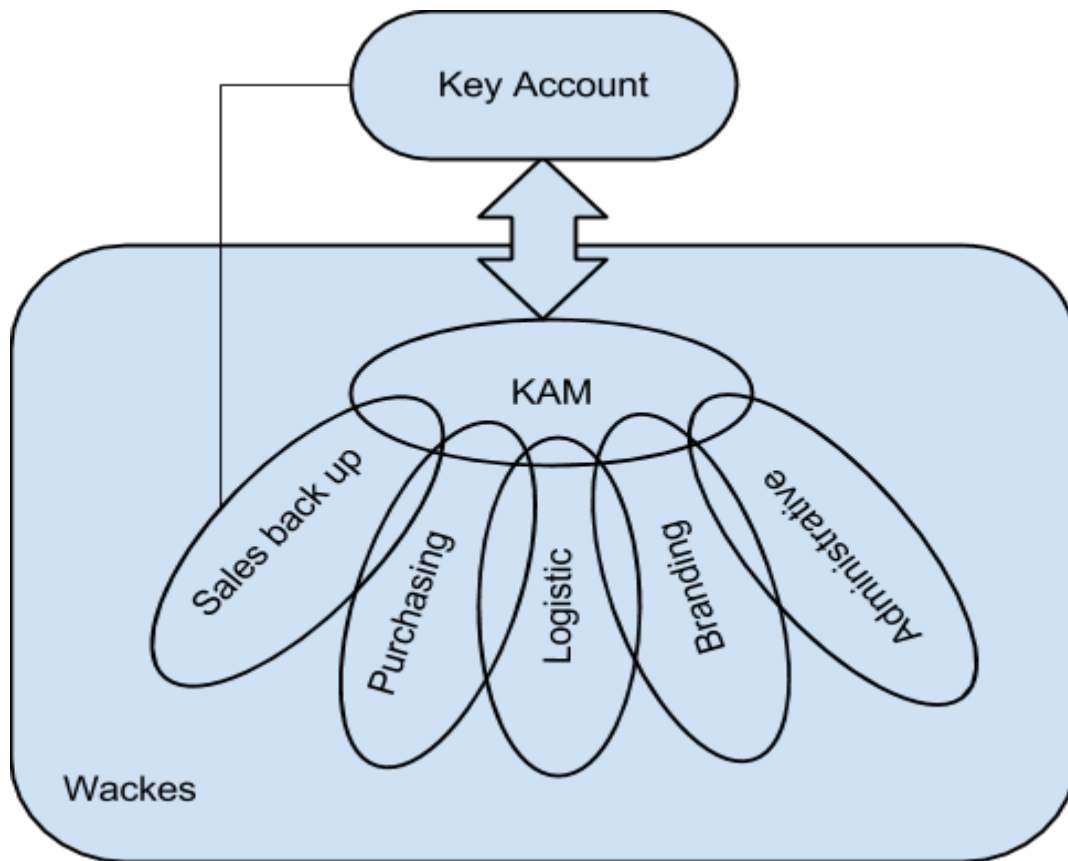 Key Account
KAM
Sales back up
Purchasing
Logistic
Branding
Administrative
Wackes